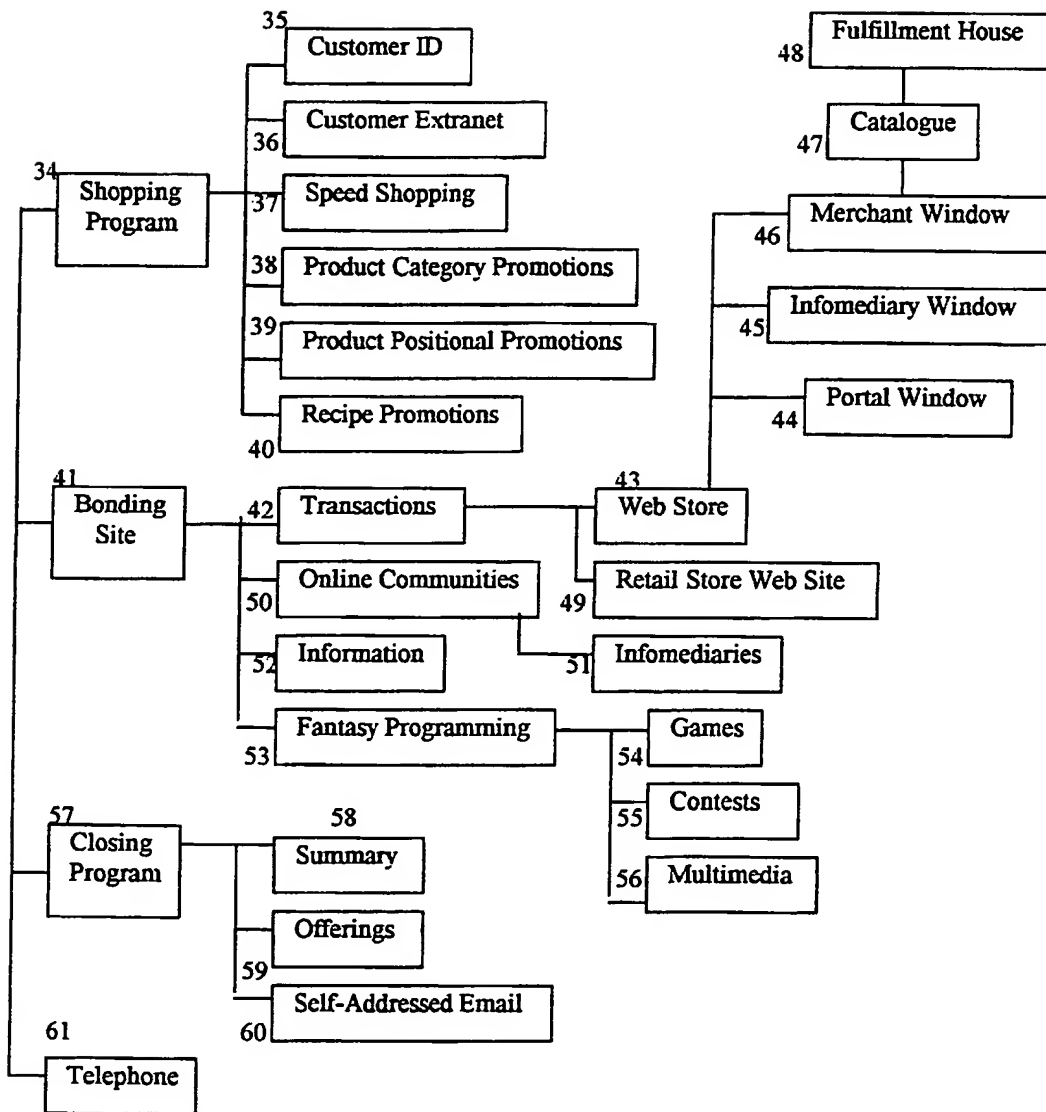 35
Customer ID
48
Fulfillment House
36
Customer Extranet
47
Catalogue
34
Shopping
Program
37
Speed Shopping
46
Merchant Window
38
Product Category Promotions
45
Infomediary Window
39
Product Positional Promotions
44
Portal Window
40
Recipe Promotions
41
Bonding
Site
42
Transactions
43
Web Store
50
Online Communities
49
Retail Store Web Site
52
Information
51
Infomediaries
53
Fantasy Programming
54
Games
55
Contests
57
Closing
Program
58
Summary
56
Multimedia
59
Offerings
60
Self-Addressed Email
61
Telephone